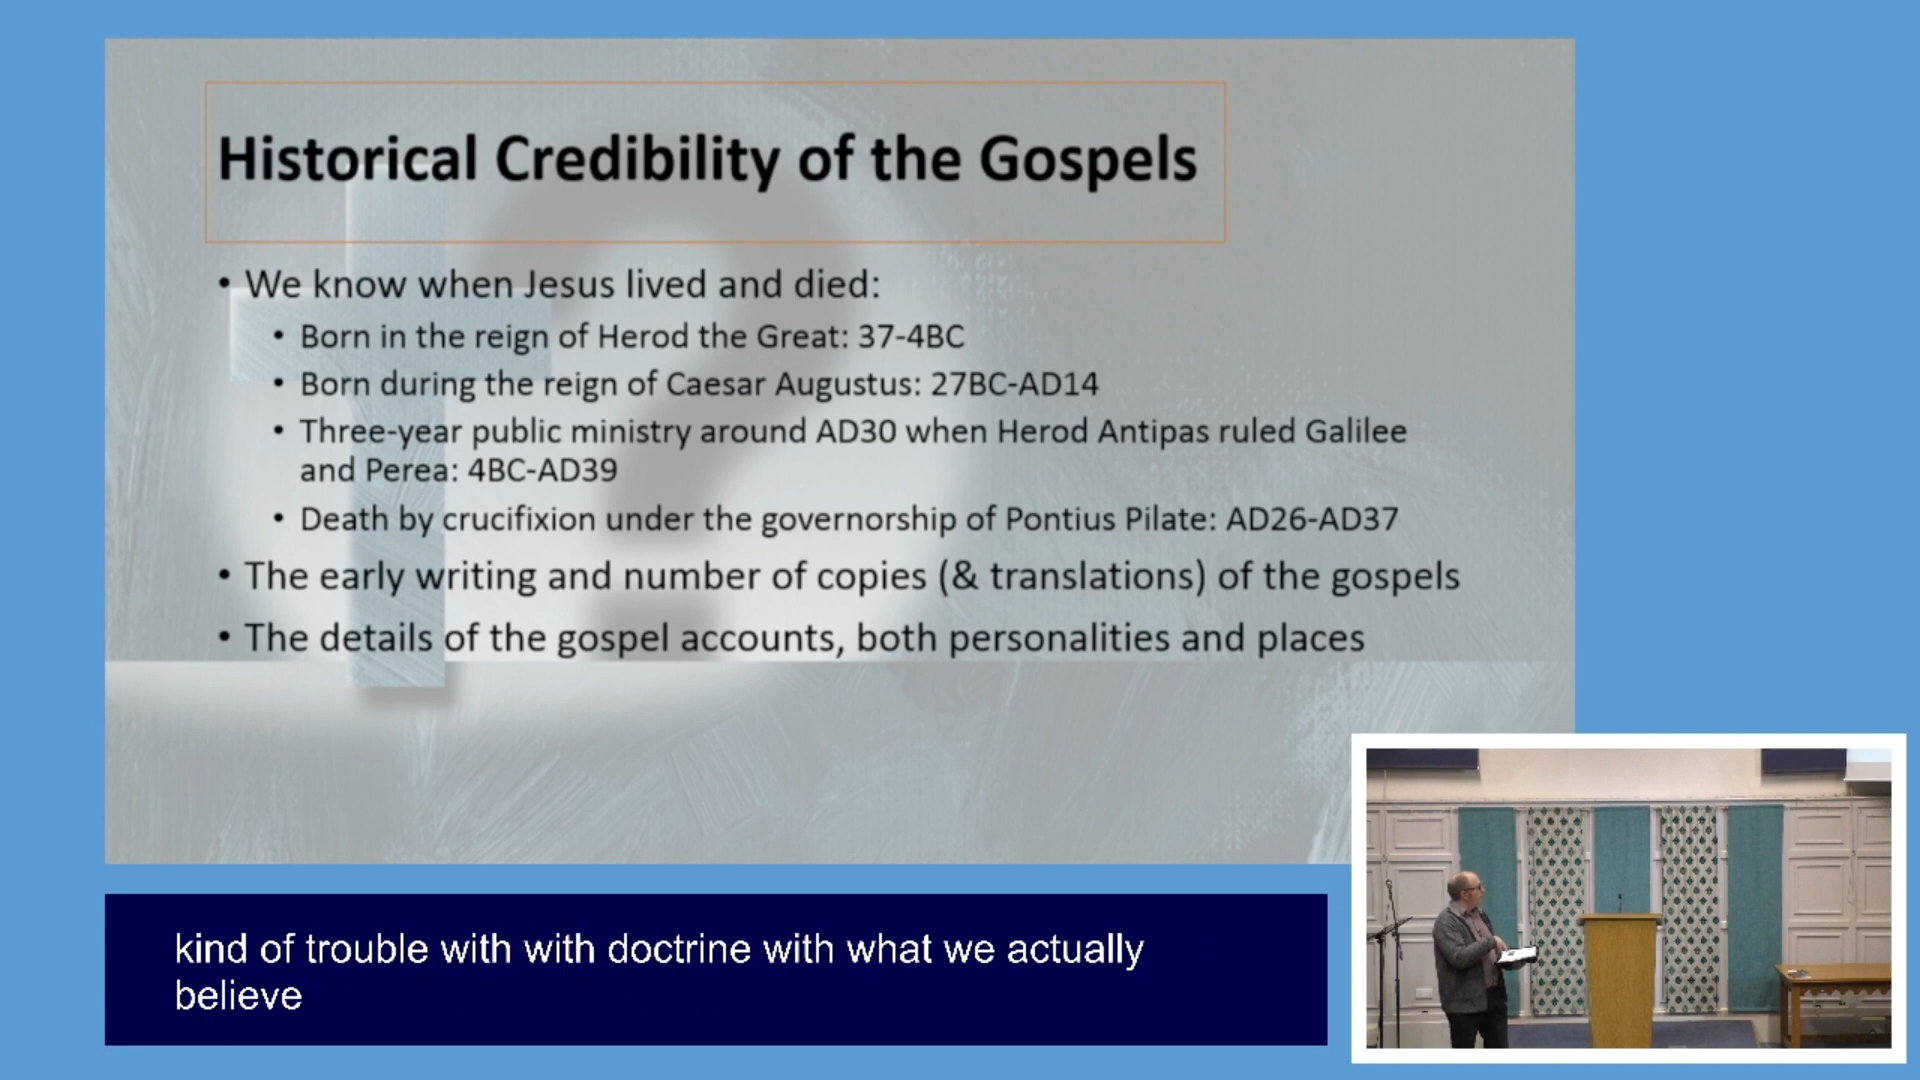 Historical Credibility of the Gospels
• We know when Jesus lived and died:
• Born in the reign of Herod the Great: 37-4BC
• Born during the reign of Caesar Augustus: 27BC-AD14
• Three-year public ministry around AD30 when Herod Antipas ruled Galilee
and Perea: 4BC-AD39
• Death by crucifixion under the governorship of Pontius Pilate: AD26-AD37
• The early writing and number of copies (& translations) of the gospels
• The details of the gospel accounts, both personalities and places
kind of trouble with with doctrine with what we actually
believe